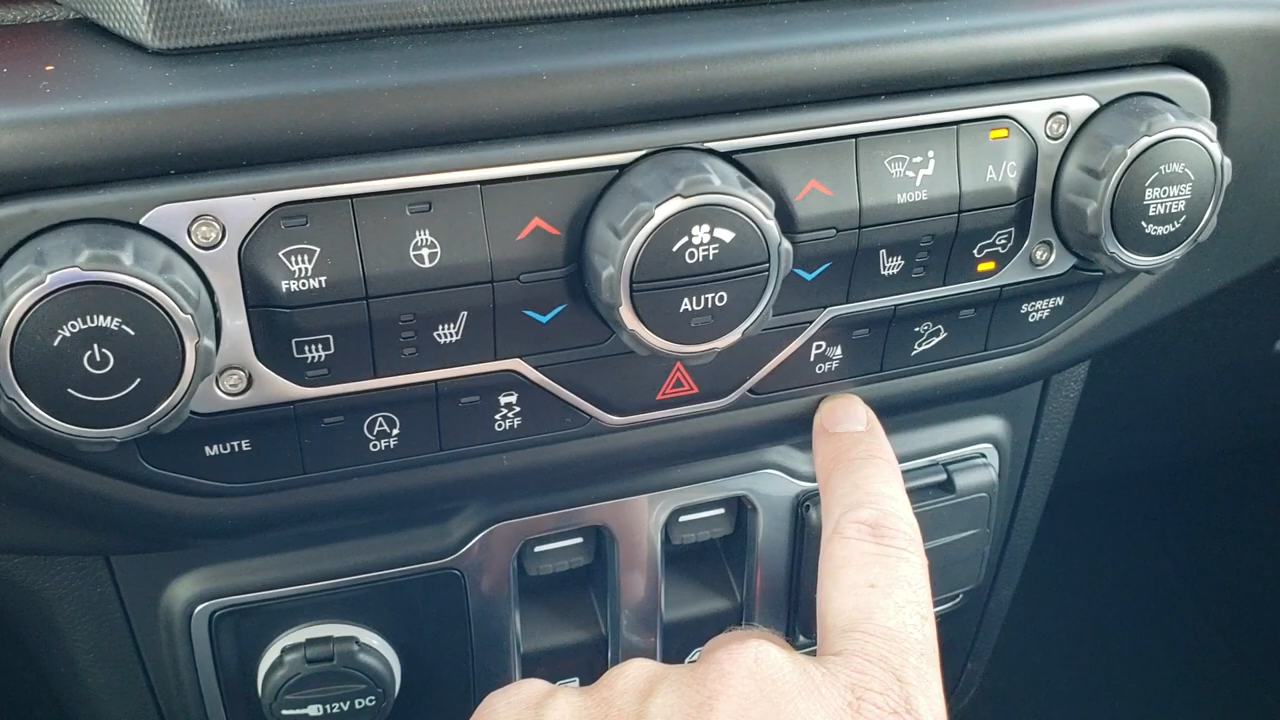 VOLUME
FRONT
OFF
AUTO
MODE
A/C
TUNE
BROWSE
ENTER
SCROLL
MUTE
A
OFF
OFF
P
OFF
SCREEN
OFF
12V DC